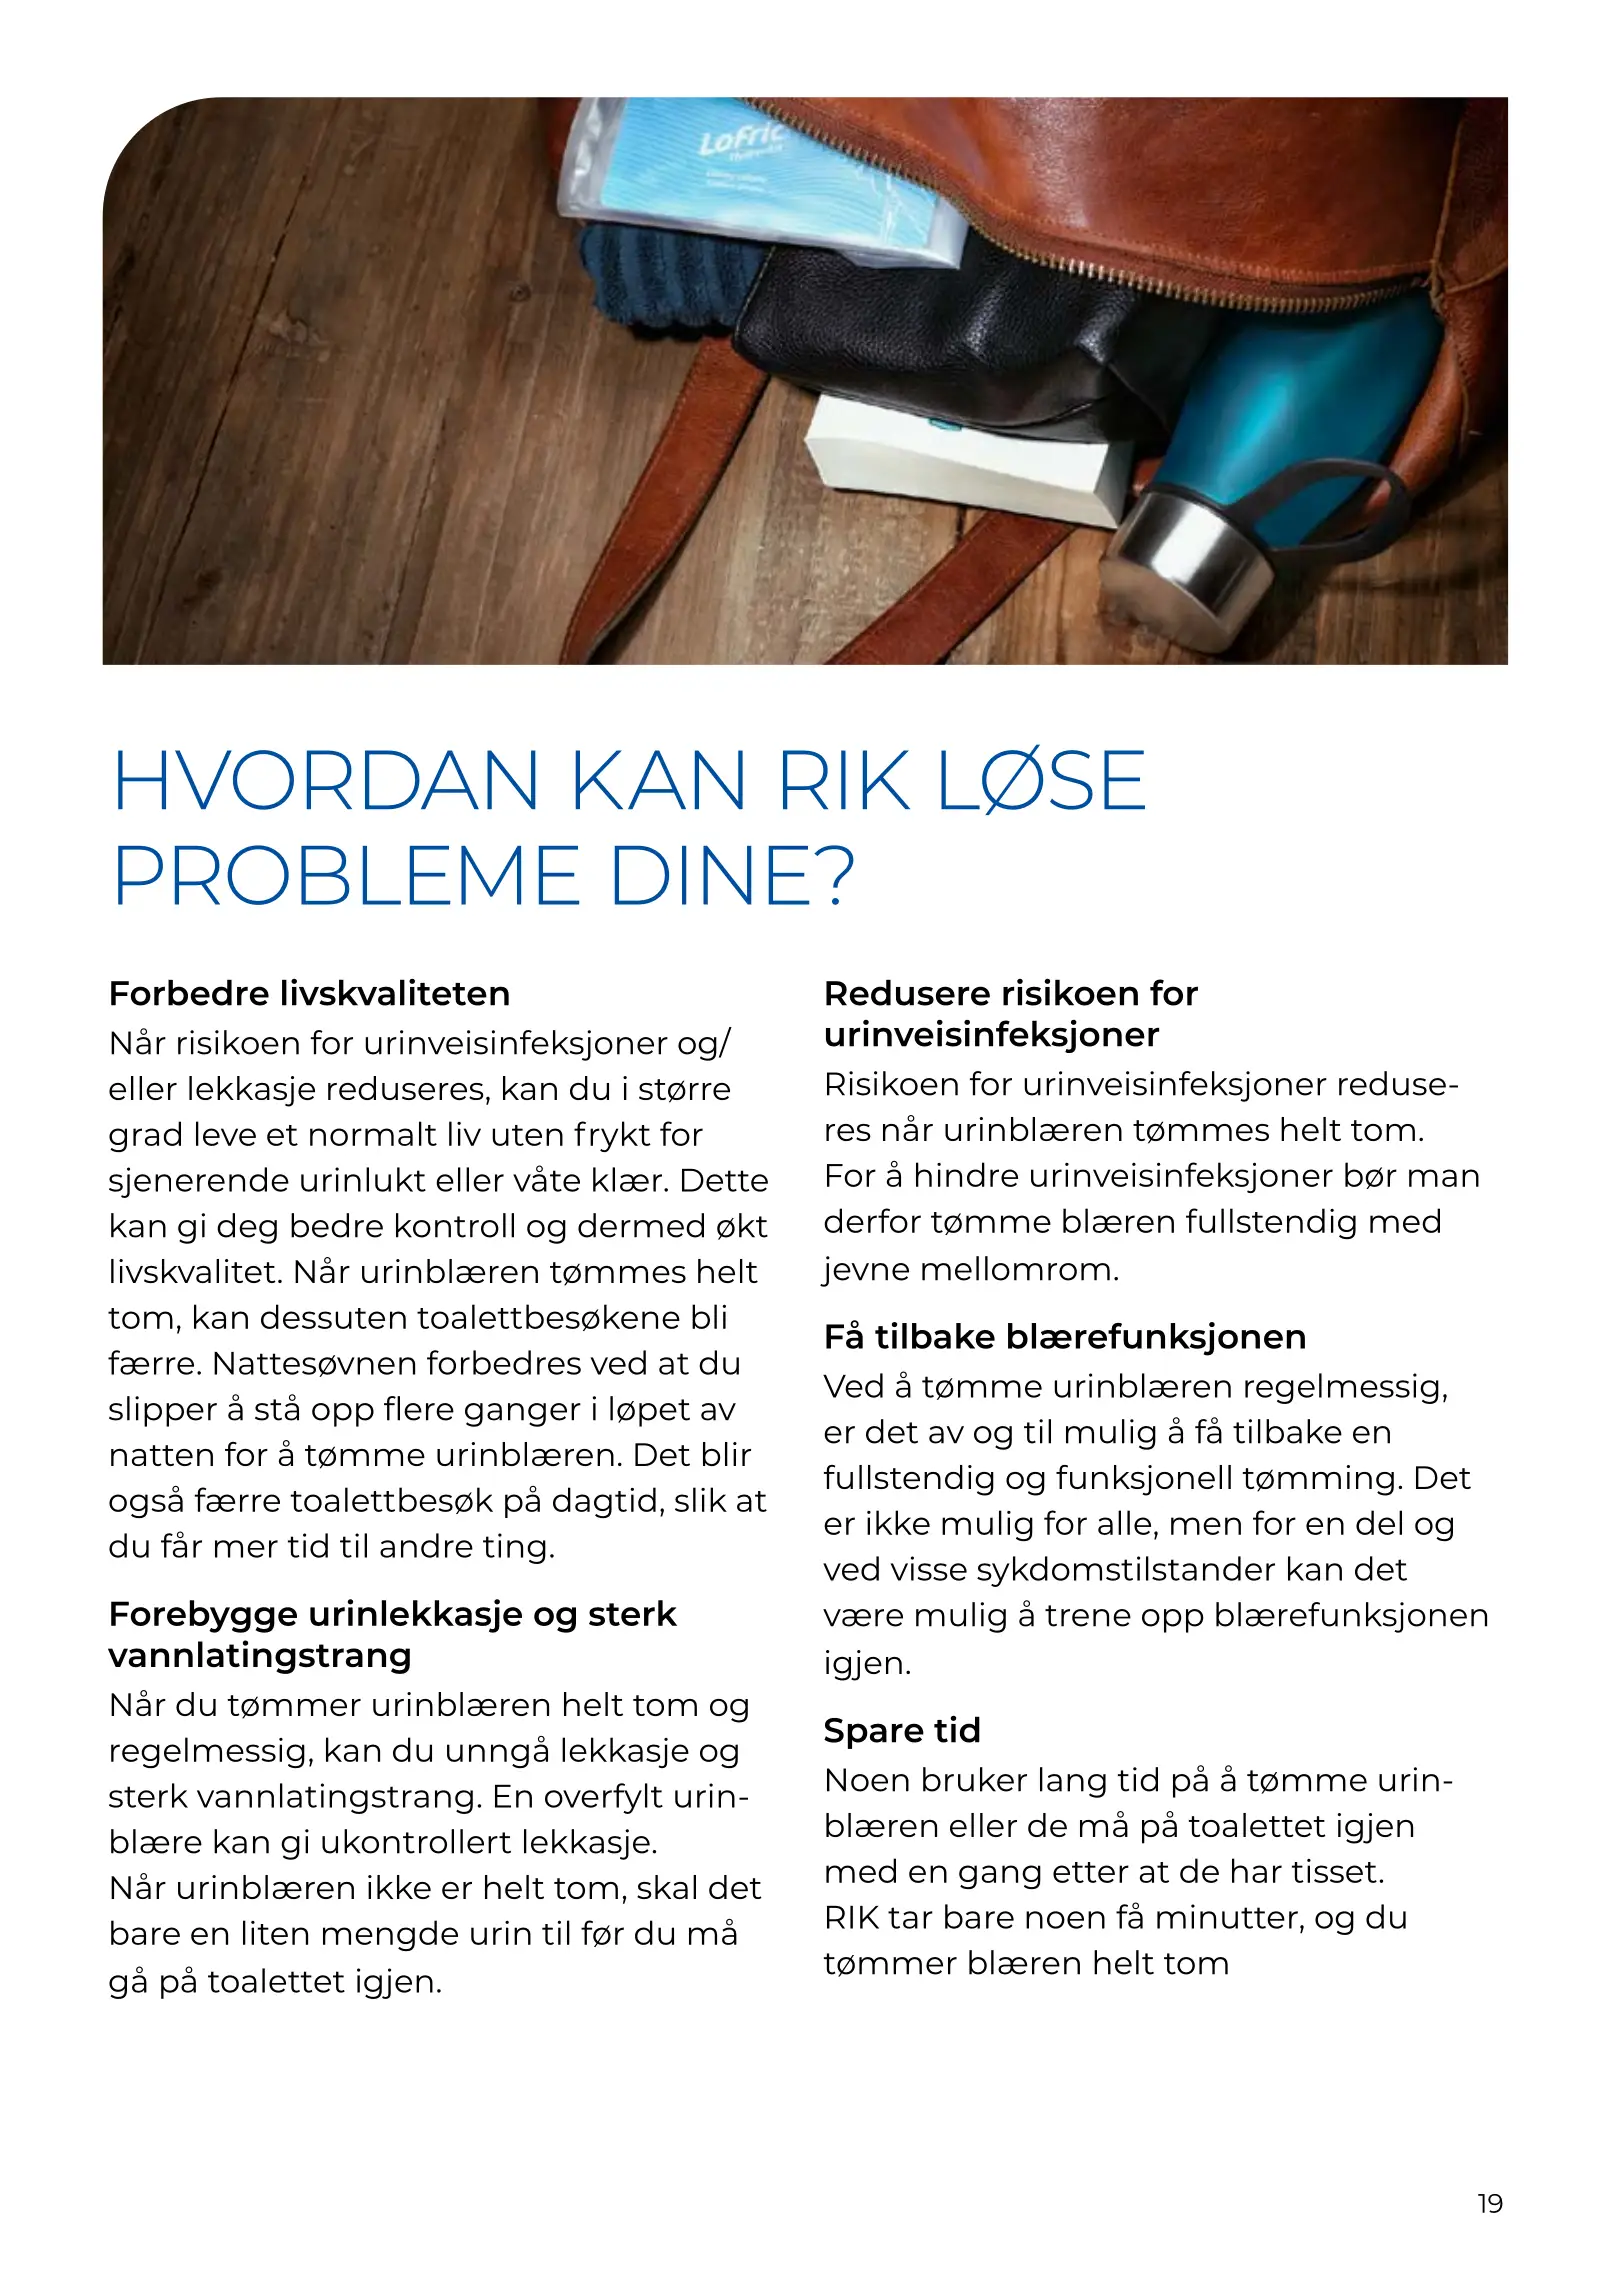 LoFric
HVORDAN KAN RIK LØSE
PROBLEME DINE?
Forbedre livskvaliteten
Når risikoen for urinveisinfeksjoner og/
eller lekkasje reduseres, kan du i større
grad leve et normalt liv uten frykt for
sjenerende urinlukt eller våte klær. Dette
kan gi deg bedre kontroll og dermed økt
livskvalitet. Når urinblæren tømmes helt
tom, kan dessuten toalettbesøkene bli
færre. Nattesøvnen forbedres ved at du
slipper å stå opp flere ganger i løpet av
natten for å tømme urinblæren. Det blir
også færre toalettbesøk på dagtid, slik at
du får mer tid til andre ting.
Forebygge urinlekkasje og sterk
vannlatingstrang
Når du tømmer urinblæren helt tom og
regelmessig, kan du unngå lekkasje og
sterk vannlatingstrang. En overfylt urin-
blære kan gi ukontrollert lekkasje.
Når urinblæren ikke er helt tom, skal det
bare en liten mengde urin til før du må
gå på toalettet igjen.
Redusere risikoen for
urinveisinfeksjoner
Risikoen for urinveisinfeksjoner reduse-
res når urinblæren tømmes helt tom.
For å hindre urinveisinfeksjoner bør man
derfor tømme blæren fullstendig med
jevne mellomrom.
Få tilbake blærefunksjonen
Ved å tømme urinblæren regelmessig,
er det av og til mulig å få tilbake en
fullstendig og funksjonell tømming. Det
er ikke mulig for alle, men for en del og
ved visse sykdomstilstander kan det
være mulig å trene opp blærefunksjonen
igjen.
Spare tid
Noen bruker lang tid på å tømme urin-
blæren eller de må på toalettet igjen
med en gang etter at de har tisset.
RIK tar bare noen få minutter, og du
tømmer blæren helt tom
19